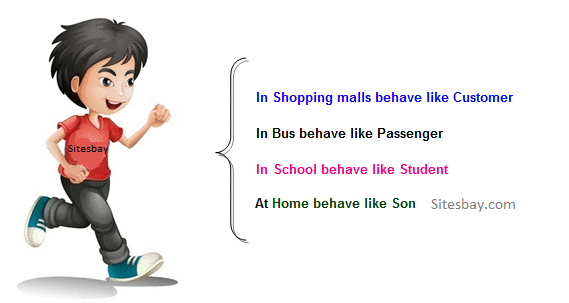 Sitesbay
In Shopping malls behave like Customer
In Bus behave like Passenger
In School behave like Student
At Home behave like Son Sitesbay.com